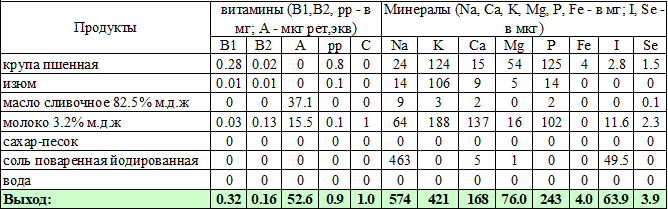 Продукты
витамины (B1,B2, рр - в мг; А - мкг рет,экв)
Минералы (Na, Ca, K, Mg, P, Fe - в мг; I, Se - в мкг)
B1 B2 A pp C Na K Ca Mg P Fe I Se
крупа пшенная 0.28 0.02 0 0.8 0 24 124 15 54 125 4 2.8 1.5
изюм 0.01 0.01 0 0.1 0 14 106 9 5 14 0 0 0
масло сливочное 82.5% м.д.ж 0 0 37.1 0 0 9 3 2 0 2 0 0 0.1
молоко 3.2% м.д.ж 0.03 0.13 15.5 0.1 1 64 188 137 16 102 0 11.6 2.3
сахар-песок 0 0 0 0 0 0 0 0 0 0 0 0 0
соль поваренная йодированная 0 0 0 0 0 463 0 5 1 0 0 49.5 0
вода 0 0 0 0 0 0 0 0 0 0 0 0 0
Выход: 0.32 0.16 52.6 0.9 1.0 574 421 168 76.0 243 4.0 63.9 3.9